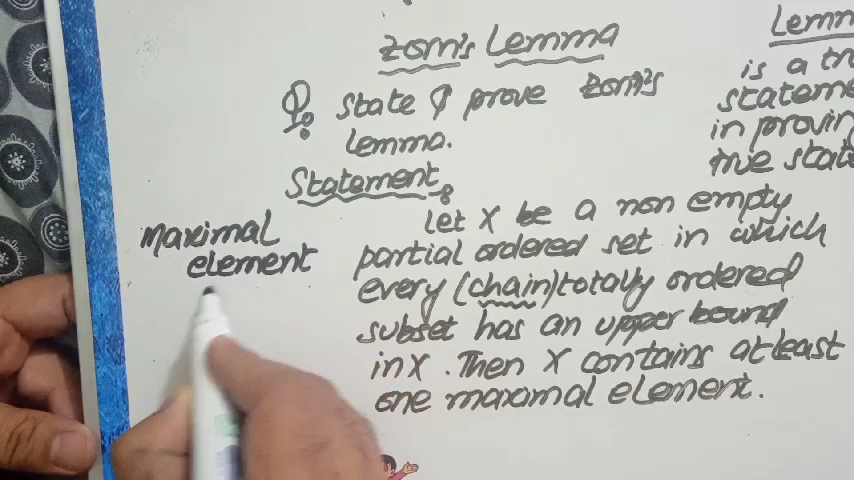 Zorn's Lemma
Q. State & prove Zorn's
lemma.
Statement:
Let X be a non empty
partial ordered set in which
every (chain) totally ordered
subset has an upper bound
in X. Then X contains atleast
one maximal element.
Maximal
element
Lemm
is a tr
stateme
in provin
true state